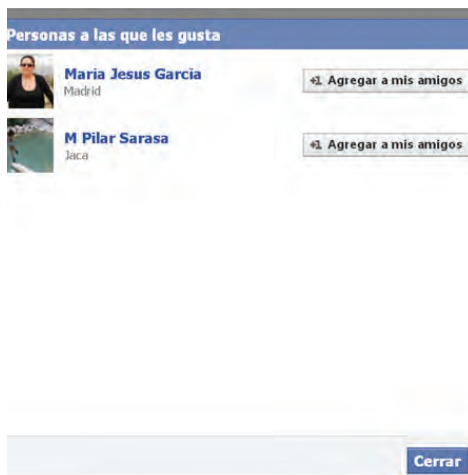 Personas a las que les gusta
Maria Jesus Garcia
Madrid
+1 Agregar a mis amigos
M Pilar Sarasa
Jaca
+1 Agregar a mis amigos
Cerrar